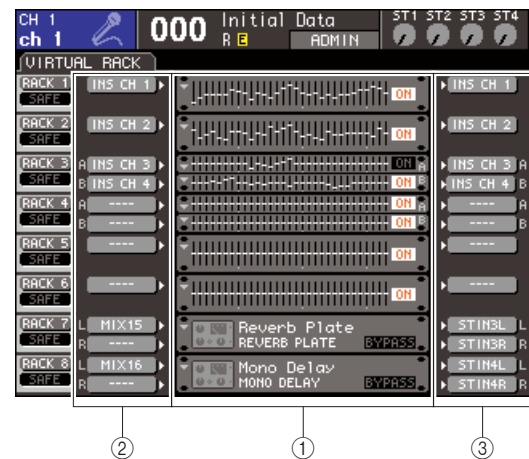 CH 1
ch 1
000
Initial Data
R E ADMIN
ST1 ST2 ST3 ST4
VIRTUAL RACK
RACK 1 INS CH 1 ON INS CH 1
SAFE
RACK 2 INS CH 2 ON INS CH 2
SAFE
RACK 3 A INS CH 3 ON A INS CH 3 A
SAFE B INS CH 4 ON B INS CH 4 B
RACK 4 A ---- ON A ---- A
SAFE B ---- ON B ---- B
RACK 5 ---- ON ----
SAFE
RACK 6 ---- ON ----
SAFE
RACK 7 L MIX15 Reverb Plate STIN3L L
SAFE R ---- REVERB PLATE BYPASS STIN3R R
RACK 8 L MIX16 Mono Delay STIN4L L
SAFE R ---- MONO DELAY BYPASS STIN4R R
② ① ③